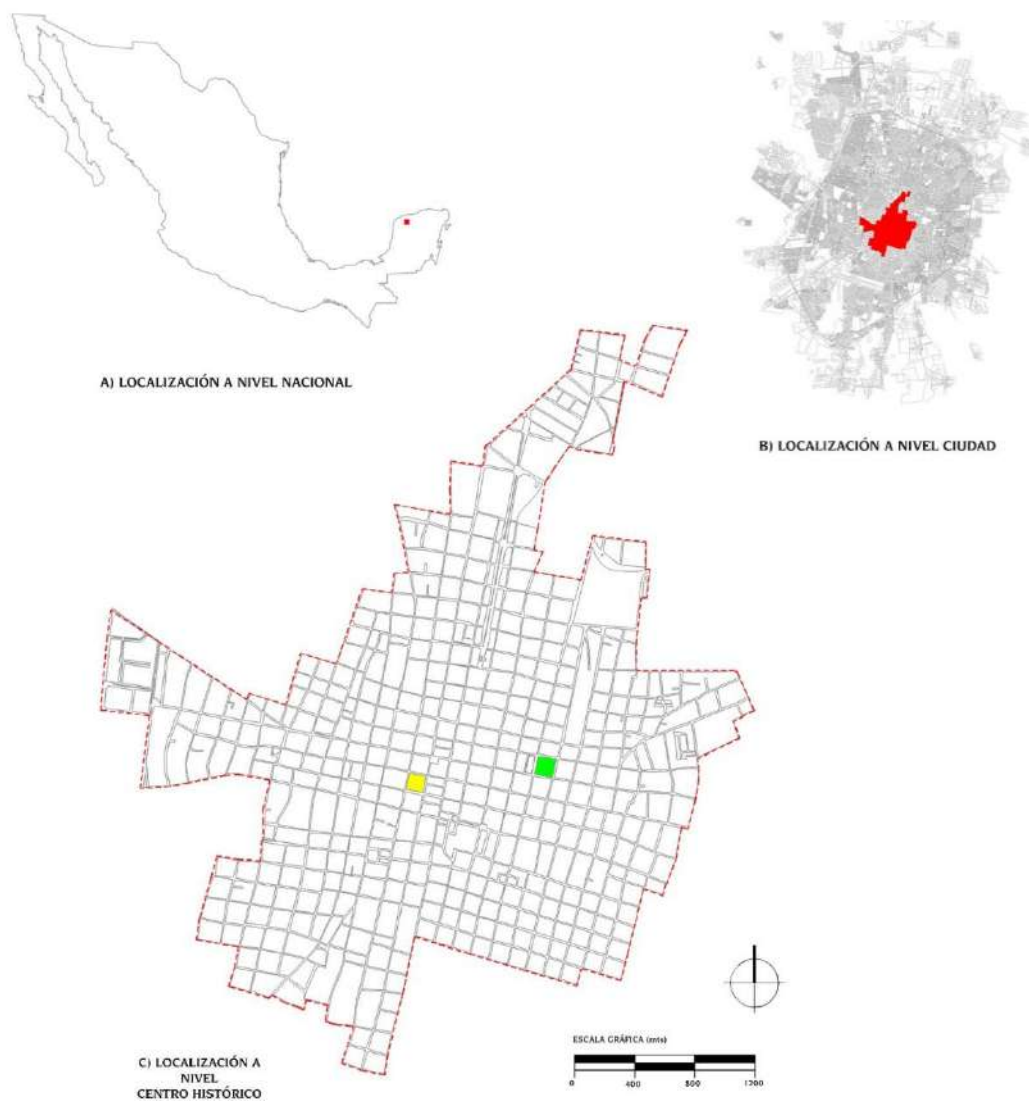 A) LOCALIZACIÓN A NIVEL NACIONAL
B) LOCALIZACIÓN A NIVEL CIUDAD
C) LOCALIZACIÓN A
NIVEL
CENTRO HISTÓRICO
ESCALA GRÁFICA (mts)
0 400 800 1200